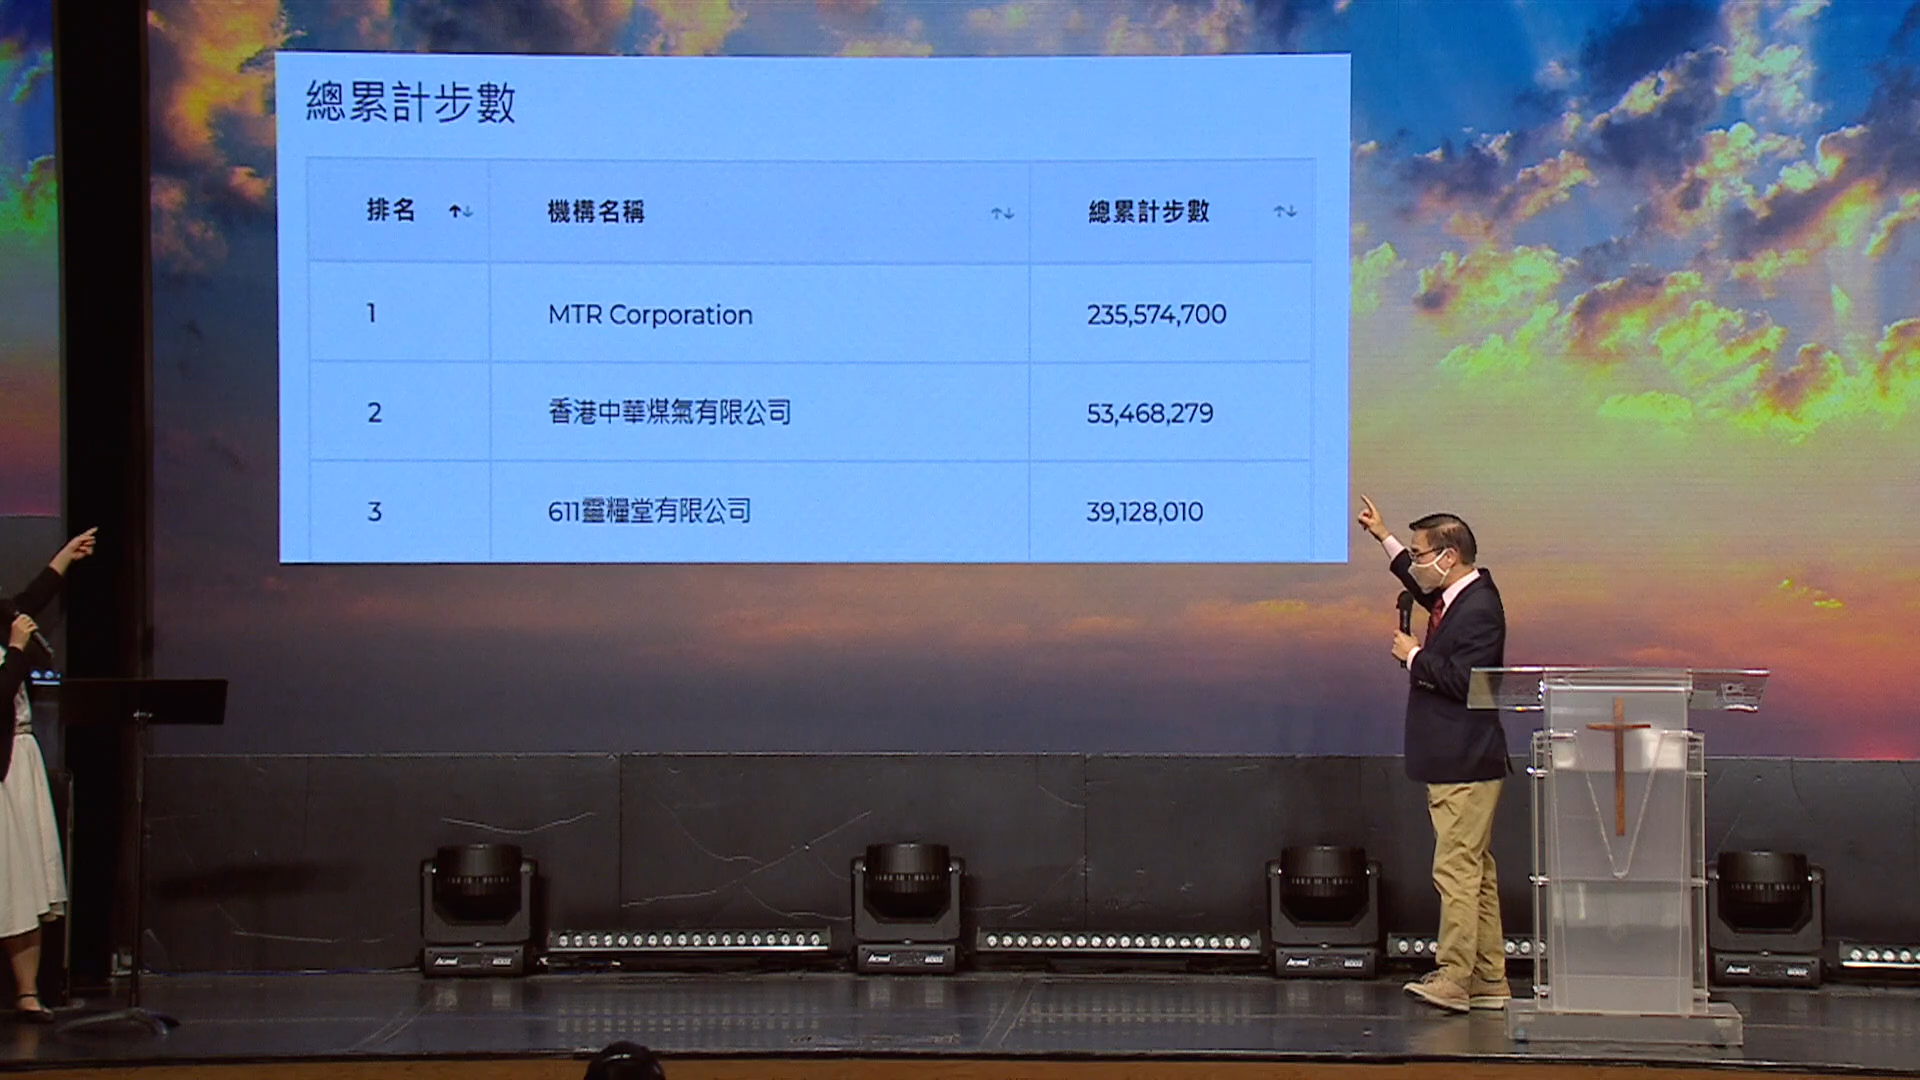 總累計步數
排名 機構名稱 總累計步數
1 MTR Corporation 235,574,700
2 香港中華煤氣有限公司 53,468,279
3 611靈糧堂有限公司 39,128,010